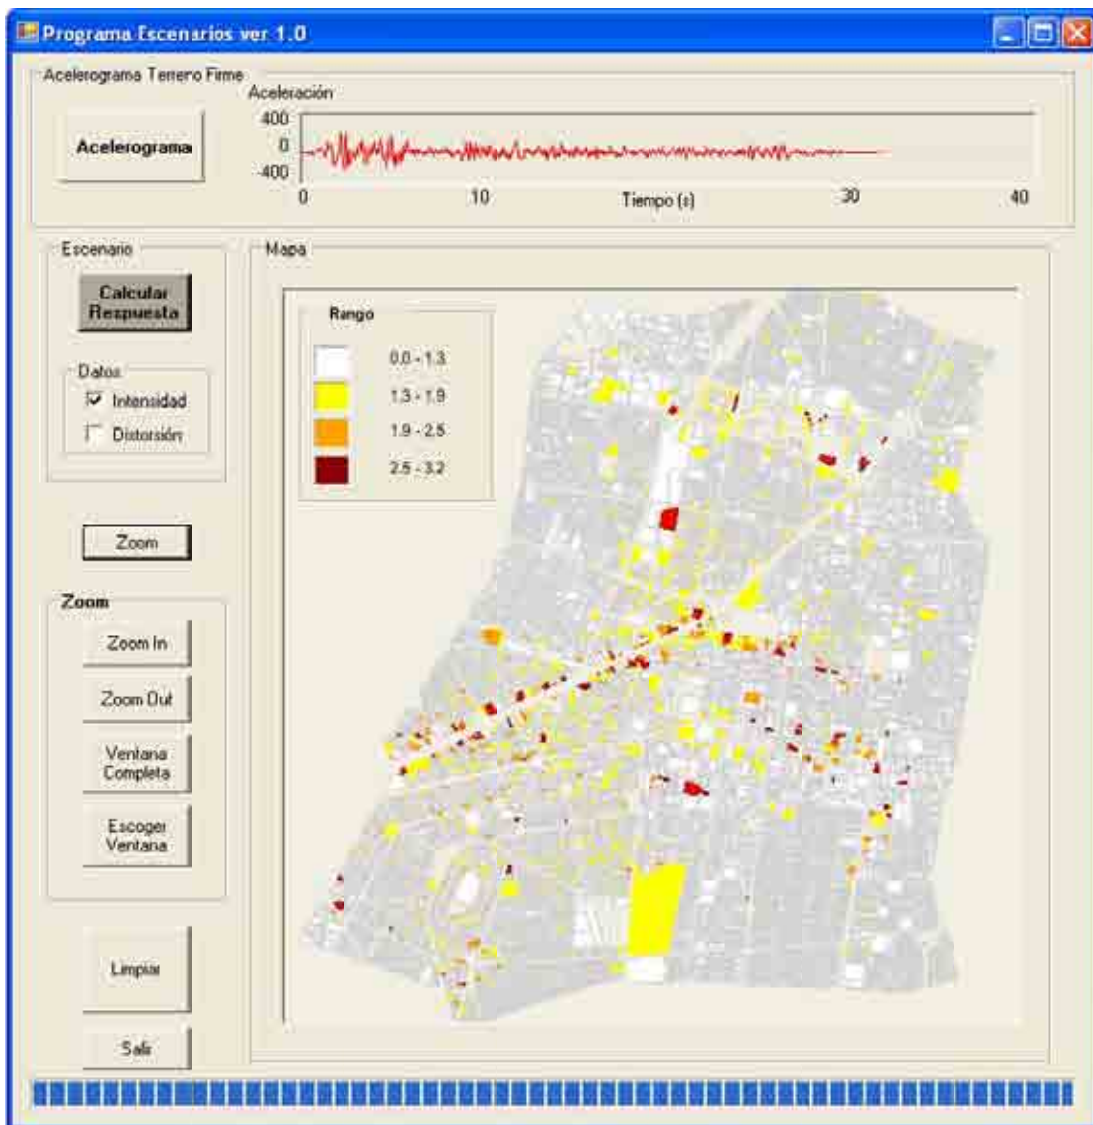 Programa Escenarios ver 1.0
Acelerograma Terreno Firme
Acelerograma
Aceleración
400
0
-400
0
10
Tiempo (s)
30
40
Escenario
Calcular
Respuesta
Datos
Intensidad
Distorsión
Zoom
Zoom
Zoom In
Zoom Out
Ventana
Completa
Escoger
Ventana
Limpiar
Salir
Mapa
Rango
0.0 - 1.3
1.3 - 1.9
1.9 - 2.5
2.5 - 3.2